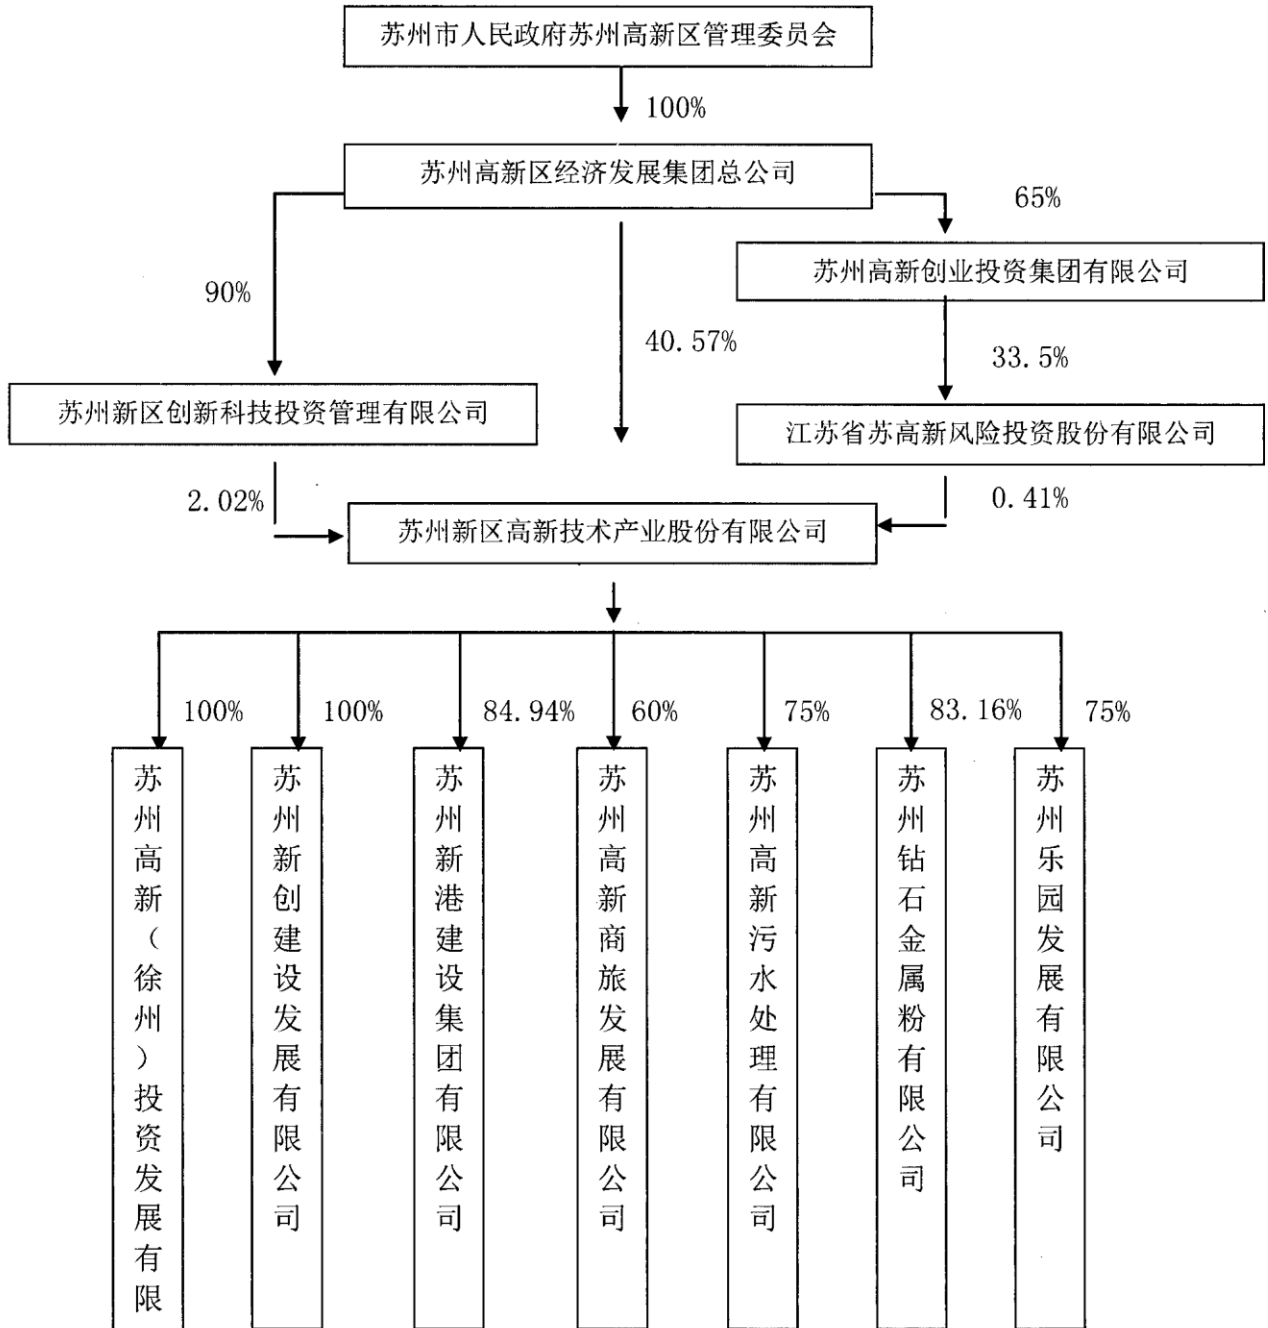 苏州市人民政府苏州高新区管理委员会
100%
苏州高新区经济发展集团总公司
65%
苏州高新创业投资集团有限公司
90%
40.57%
33.5%
苏州新区创新科技投资管理有限公司
江苏省苏高新风险投资股份有限公司
2.02%
0.41%
苏州新区高新技术产业股份有限公司
100%
100%
84.94%
60%
75%
83.16%
75%
苏州高新（徐州）投资发展有限
苏州新创建设发展有限公司
苏州新港建设集团有限公司
苏州高新商旅发展有限公司
苏州高新污水处理有限公司
苏州钻石金属粉有限公司
苏州乐园发展有限公司